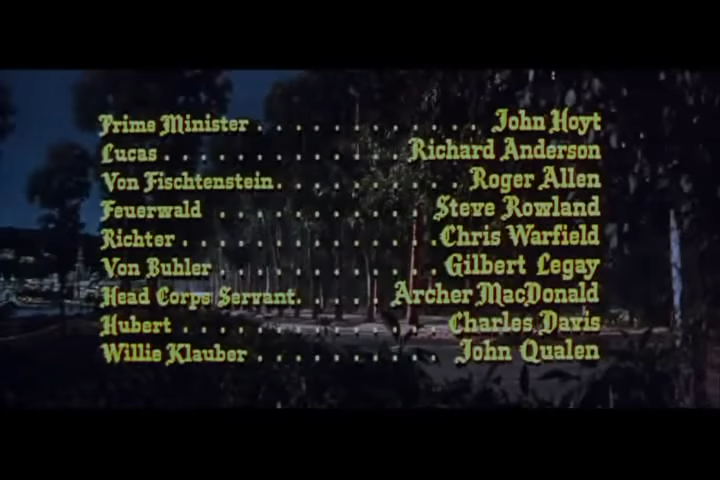 Prime Minister . . . . . . . . . . . . John Hoyt
Lucas . . . . . . . . . . . . . Richard Anderson
Von Fischtenstein . . . . . . . . . . Roger Allen
Feuerwald . . . . . . . . . . . Steve Rowland
Richter . . . . . . . . . . . . . . Chris Warfield
Von Buhler . . . . . . . . . . . Gilbert Legay
Head Corps Servant . . . . . Archer MacDonald
Hubert . . . . . . . . . . . . . . Charles Davis
Willie Klauber . . . . . . . . . . . John Qualen